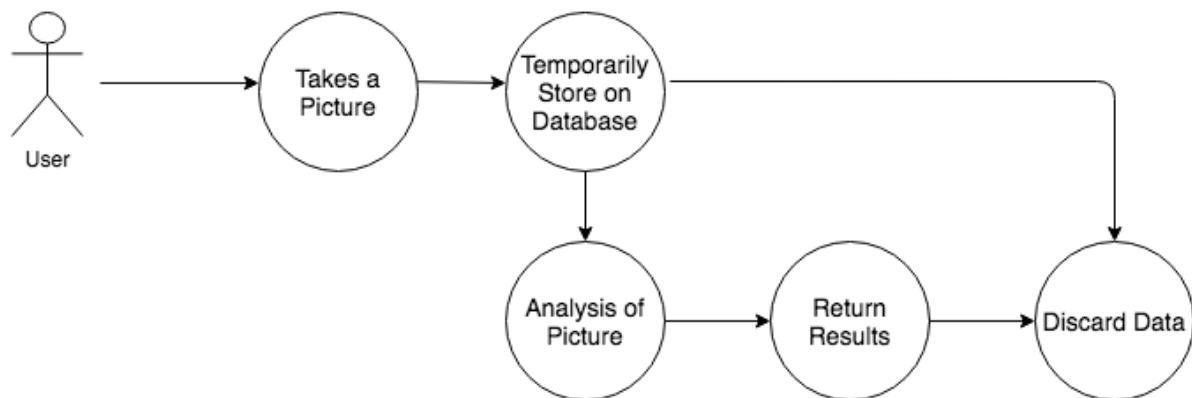 User
Takes a
Picture
Temporarily
Store on
Database
Analysis of
Picture
Return
Results
Discard Data